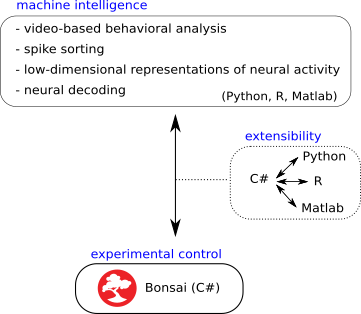 machine intelligence
- video-based behavioral analysis
- spike sorting
- low-dimensional representations of neural activity
- neural decoding
(Python, R, Matlab)
extensibility
Python
C#
R
Matlab
experimental control
Bonsai (C#)